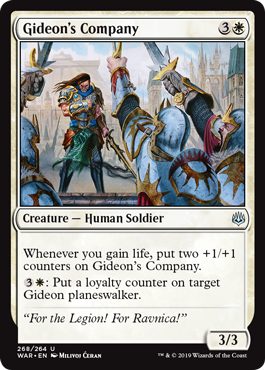 Gideon's Company 3
Creature — Human Soldier
Whenever you gain life, put two +1/+1
counters on Gideon's Company.
3: Put a loyalty counter on target
Gideon planeswalker.
"For the Legion! For Ravnica!"
3/3
268/264 U
WAR • EN Milivoj Ćeran
™ & © 2019 Wizards of the Coast